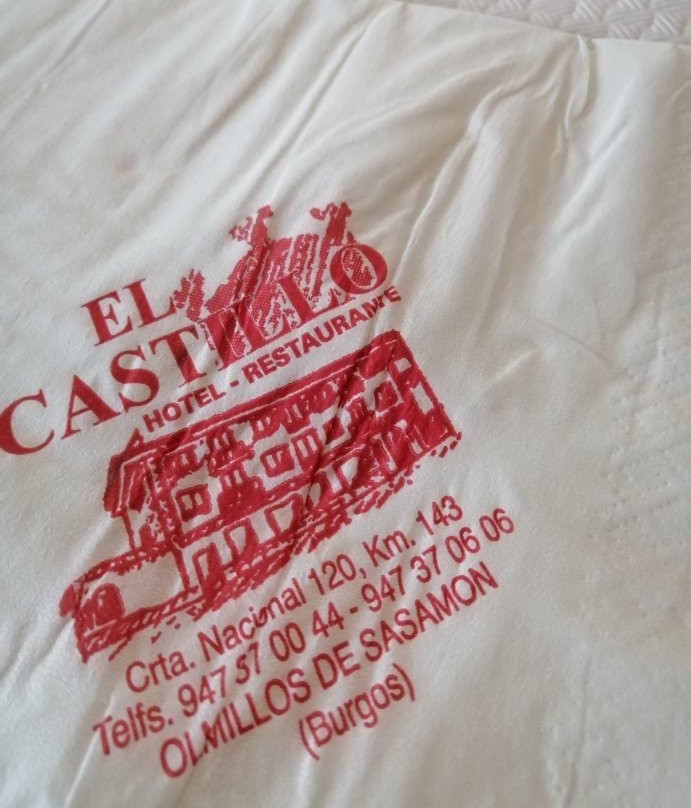 EL
CASTILLO
HOTEL - RESTAURANTE
Crta. Nacional 120, Km. 143
Telfs. 947 37 00 44 - 947 37 06 06
OLMILLOS DE SASAMON
(Burgos)